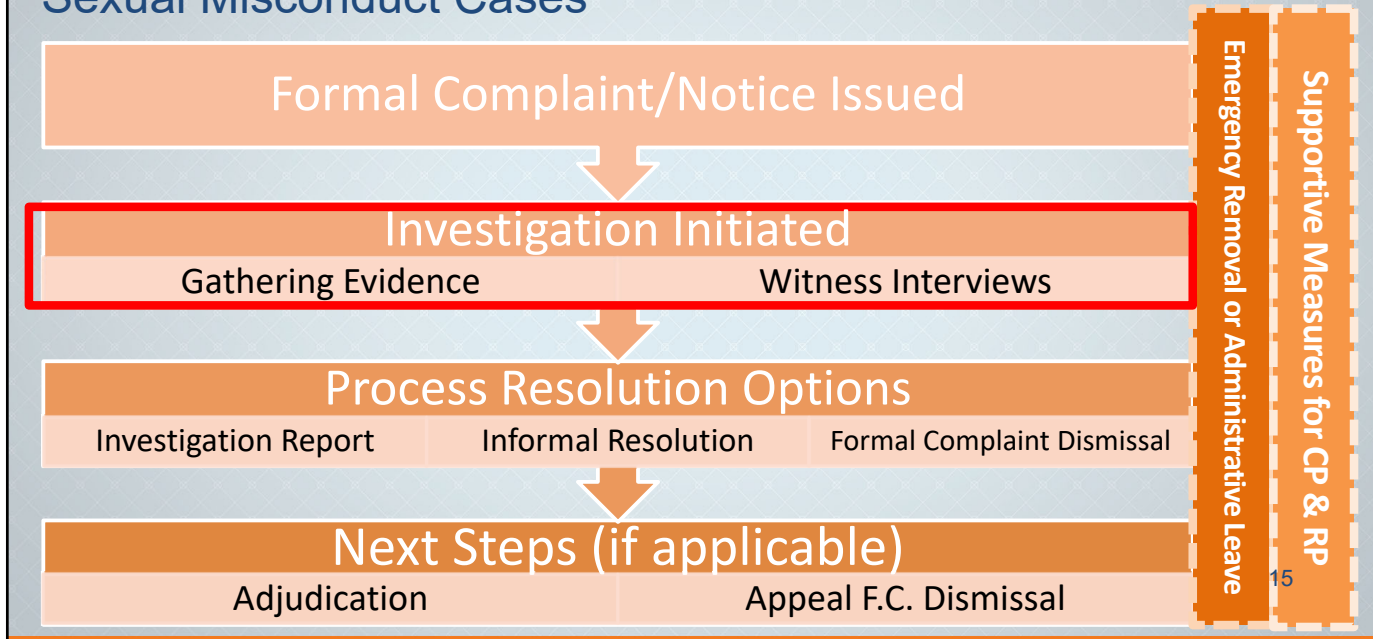 Sexual Misconduct Cases
Formal Complaint/Notice Issued
Investigation Initiated
Gathering Evidence
Witness Interviews
Process Resolution Options
Investigation Report
Informal Resolution
Formal Complaint Dismissal
Next Steps (if applicable)
Adjudication
Appeal F.C. Dismissal
Emergency Removal or Administrative Leave
Supportive Measures for CP & RP
15